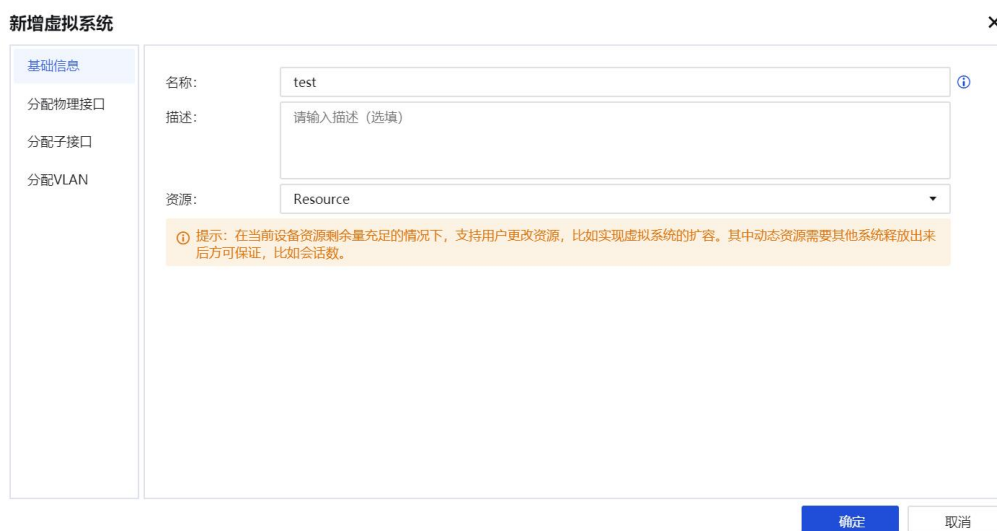 新增虚拟系统
基础信息
分配物理接口
分配子接口
分配VLAN
名称：
test
描述：
请输入描述（选填）
资源：
Resource
提示：在当前设备资源剩余量充足的情况下，支持用户更改资源，比如实现虚拟系统的扩容。其中动态资源需要其他系统释放出来
后方可保证，比如会话数。
确定
取消